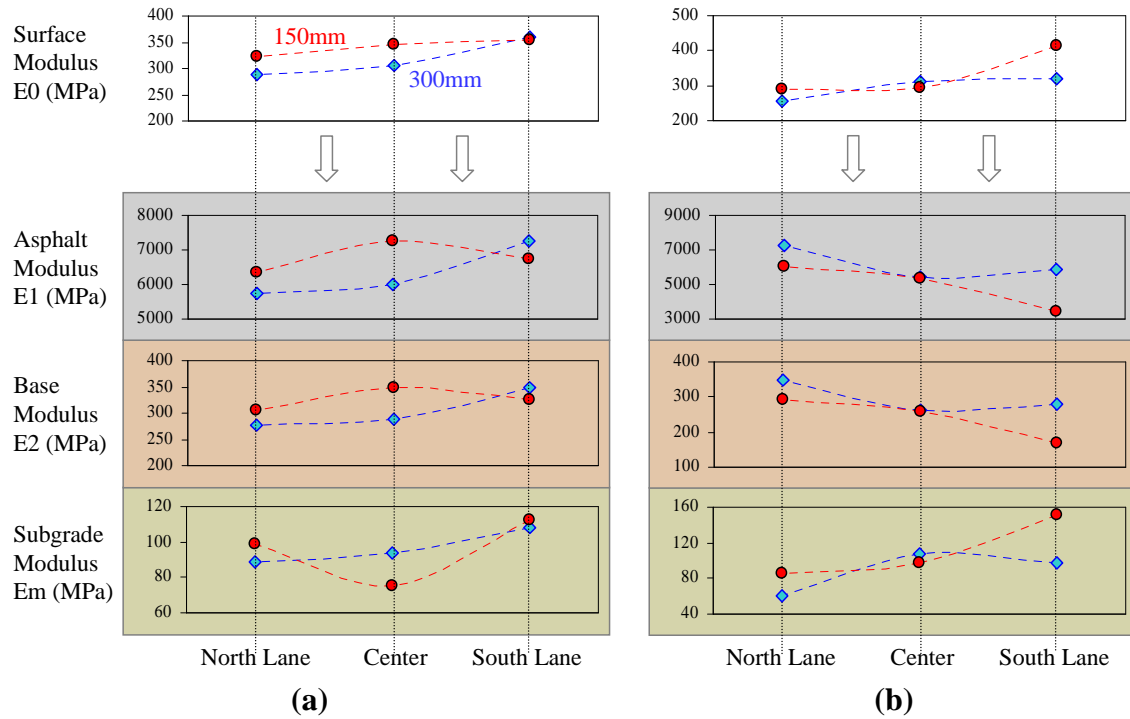 Surface
Modulus
E0 (MPa)
400
350
300
250
200
150mm
300mm
500
400
300
200
Asphalt
Modulus
E1 (MPa)
8000
7000
6000
5000
9000
7000
5000
3000
Base
Modulus
E2 (MPa)
400
350
300
250
200
400
300
200
100
Subgrade
Modulus
Em (MPa)
120
100
80
60
160
120
80
40
North Lane Center South Lane
North Lane Center South Lane
(a)
(b)